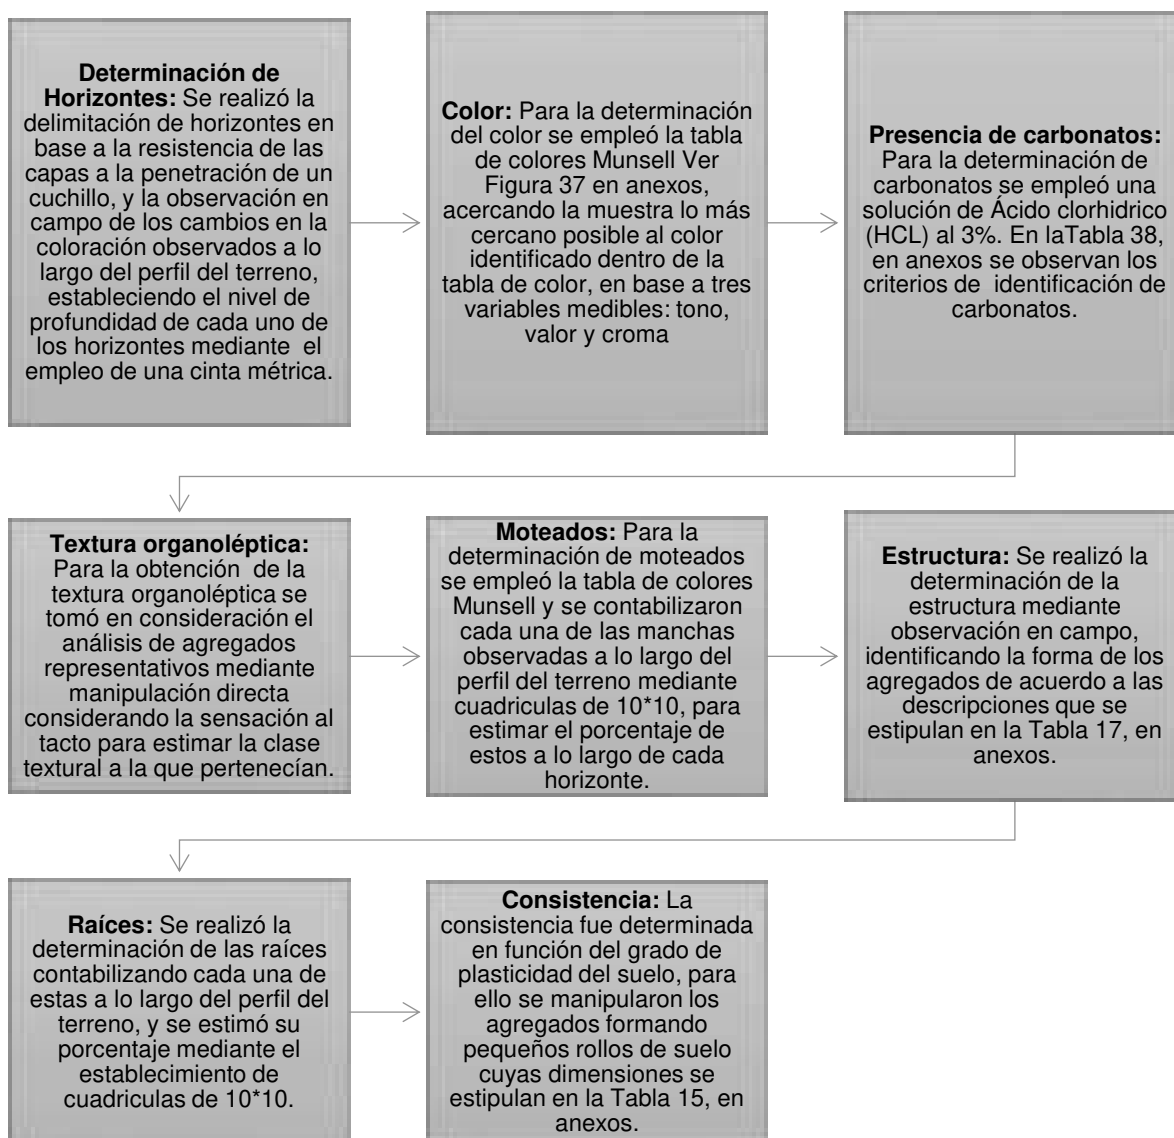 Determinación de
Horizontes: Se realizó la
delimitación de horizontes en
base a la resistencia de las
capas a la penetración de un
cuchillo, y la observación en
campo de los cambios en la
coloración observados a lo
largo del perfil del terreno,
estableciendo el nivel de
profundidad de cada uno de
los horizontes mediante el
empleo de una cinta métrica.
Color: Para la determinación
del color se empleó la tabla
de colores Munsell Ver
Figura 37 en anexos,
acercando la muestra lo más
cercano posible al color
identificado dentro de la
tabla de color, en base a tres
variables medibles: tono,
valor y croma
Presencia de carbonatos:
Para la determinación de
carbonatos se empleó una
solución de Ácido clorhidrico
(HCL) al 3%. En laTabla 38,
en anexos se observan los
criterios de identificación de
carbonatos.
Textura organoléptica:
Para la obtención de la
textura organoléptica se
tomó en consideración el
análisis de agregados
representativos mediante
manipulación directa
considerando la sensación al
tacto para estimar la clase
textural a la que pertenecían.
Moteados: Para la
determinación de moteados
se empleó la tabla de colores
Munsell y se contabilizaron
cada una de las manchas
observadas a lo largo del
perfil del terreno mediante
cuadriculas de 10*10, para
estimar el porcentaje de
estos a lo largo de cada
horizonte.
Estructura: Se realizó la
determinación de la
estructura mediante
observación en campo,
identificando la forma de los
agregados de acuerdo a las
descripciones que se
estipulan en la Tabla 17, en
anexos.
Raíces: Se realizó la
determinación de las raíces
contabilizando cada una de
estas a lo largo del perfil del
terreno, y se estimó su
porcentaje mediante el
establecimiento de
cuadriculas de 10*10.
Consistencia: La
consistencia fue determinada
en función del grado de
plasticidad del suelo, para
ello se manipularon los
agregados formando
pequeños rollos de suelo
cuyas dimensiones se
estipulan en la Tabla 15, en
anexos.